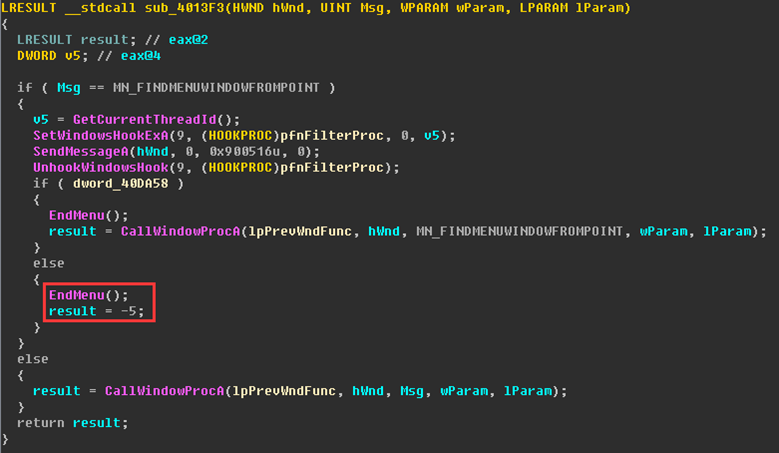 LRESULT __stdcall sub_4013F3(HWND hWnd, UINT Msg, WPARAM wParam, LPARAM lParam)
{
  LRESULT result; // eax@2
  DWORD v5; // eax@4

  if ( Msg == MN_FINDMENUWINDOWFROMPOINT )
  {
    v5 = GetCurrentThreadId();
    SetWindowsHookExA(9, (HOOKPROC)pfnFilterProc, 0, v5);
    SendMessageA(hWnd, 0, 0x900516u, 0);
    UnhookWindowsHook(9, (HOOKPROC)pfnFilterProc);
    if ( dword_40DA58 )
    {
      EndMenu();
      result = CallWindowProcA(lpPrevWndFunc, hWnd, MN_FINDMENUWINDOWFROMPOINT, wParam, lParam);
    }
    else
    {
      EndMenu();
      result = -5;
    }
  }
  else
  {
    result = CallWindowProcA(lpPrevWndFunc, hWnd, Msg, wParam, lParam);
  }
  return result;
}